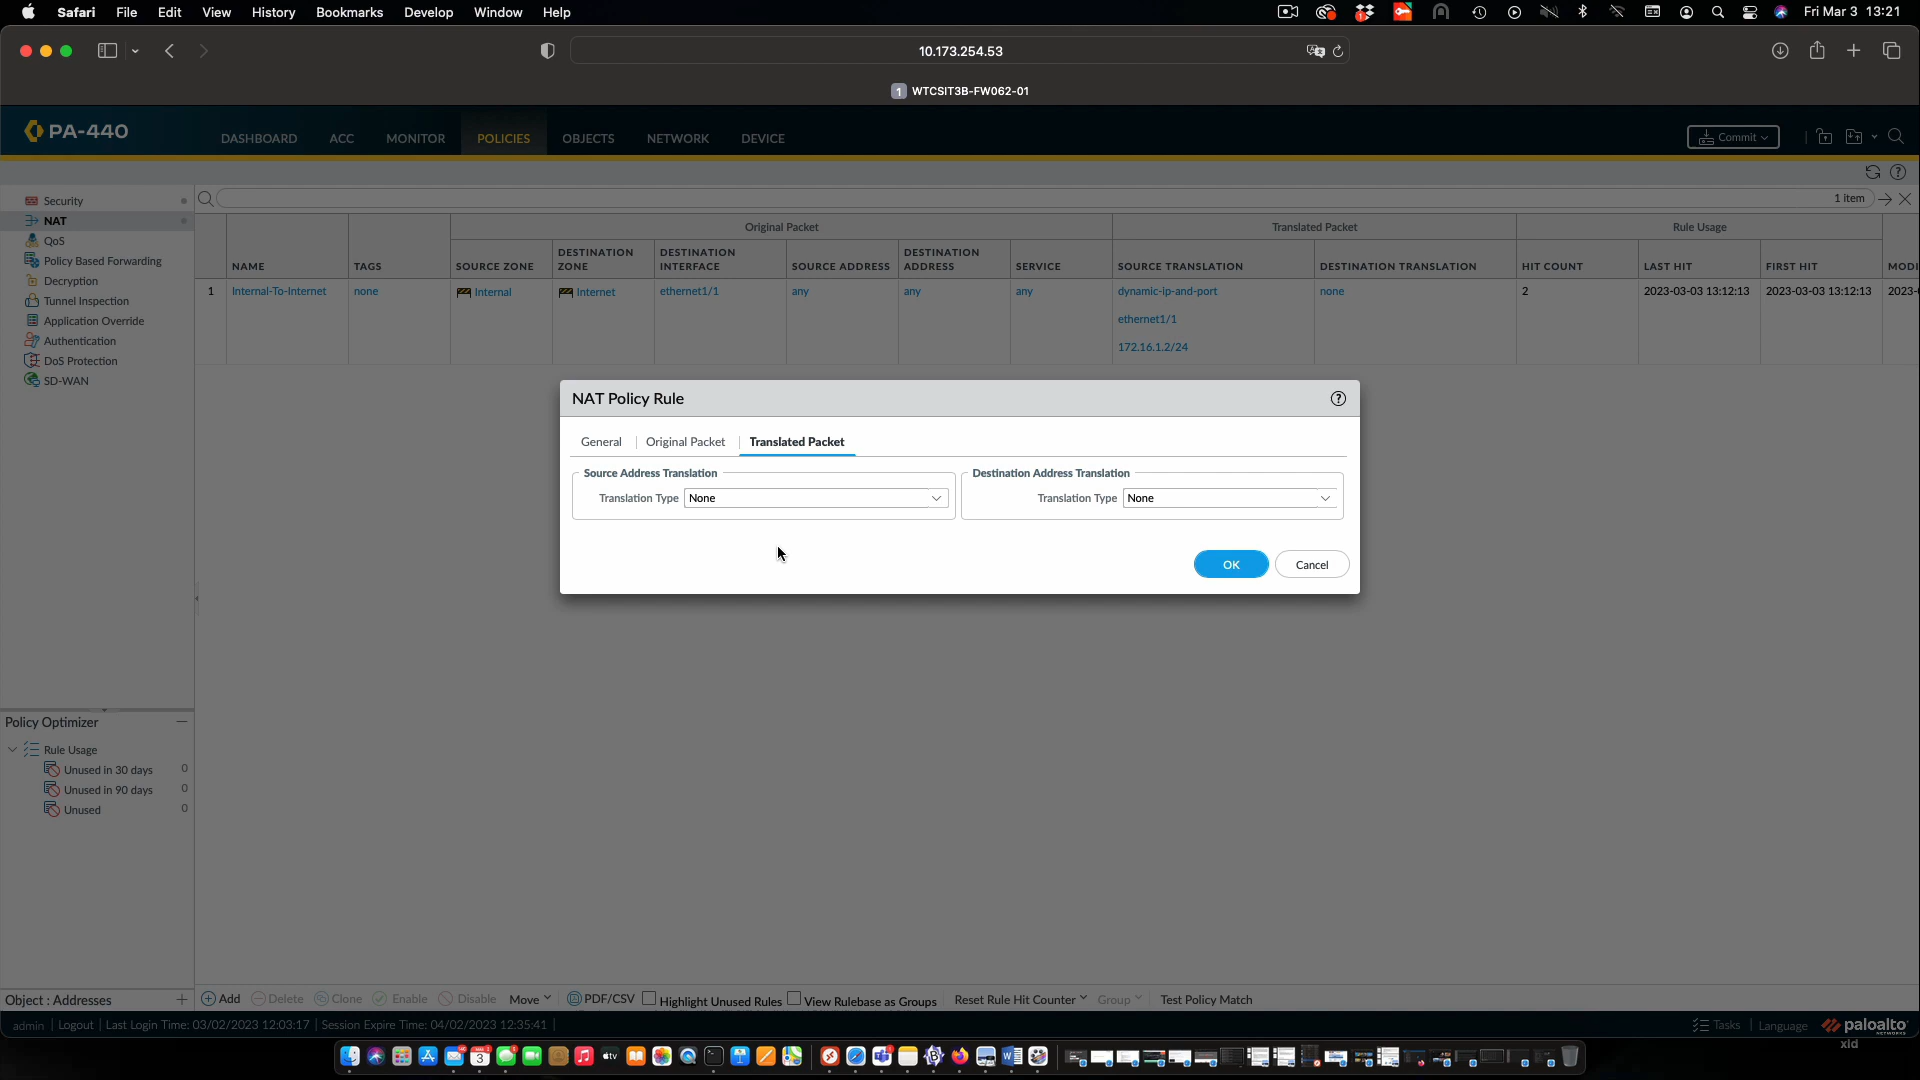 Safari File Edit View History Bookmarks Develop Window Help Fri Mar 3 13:21
10.173.254.53
1 WTCSIT3B-FW062-01
PA-440 DASHBOARD ACC MONITOR POLICIES OBJECTS NETWORK DEVICE Commit
Security
NAT
QoS
Policy Based Forwarding
Decryption
Tunnel Inspection
Application Override
Authentication
DoS Protection
SD-WAN
1 item
Original Packet Translated Packet Rule Usage
NAME TAGS SOURCE ZONE DESTINATION ZONE DESTINATION INTERFACE SOURCE ADDRESS DESTINATION ADDRESS SERVICE SOURCE TRANSLATION DESTINATION TRANSLATION HIT COUNT LAST HIT FIRST HIT MODI
1 Internal-To-Internet none Internal Internet ethernet1/1 any any any dynamic-ip-and-port none 2 2023-03-03 13:12:13 2023-03-03 13:12:13 2023-
ethernet1/1
172.16.1.2/24
NAT Policy Rule
General Original Packet Translated Packet
Source Address Translation Destination Address Translation
Translation Type None Translation Type None
OK Cancel
Policy Optimizer
Rule Usage
Unused in 30 days 0
Unused in 90 days 0
Unused 0
Object : Addresses
Add Delete Clone Enable Disable Move PDF/CSV Highlight Unused Rules View Rulebase as Groups Reset Rule Hit Counter Group Test Policy Match
admin Logout Last Login Time: 03/02/2023 12:03:17 Session Expire Time: 04/02/2023 12:35:41 Tasks Language paloalto
NETWORKS
xld